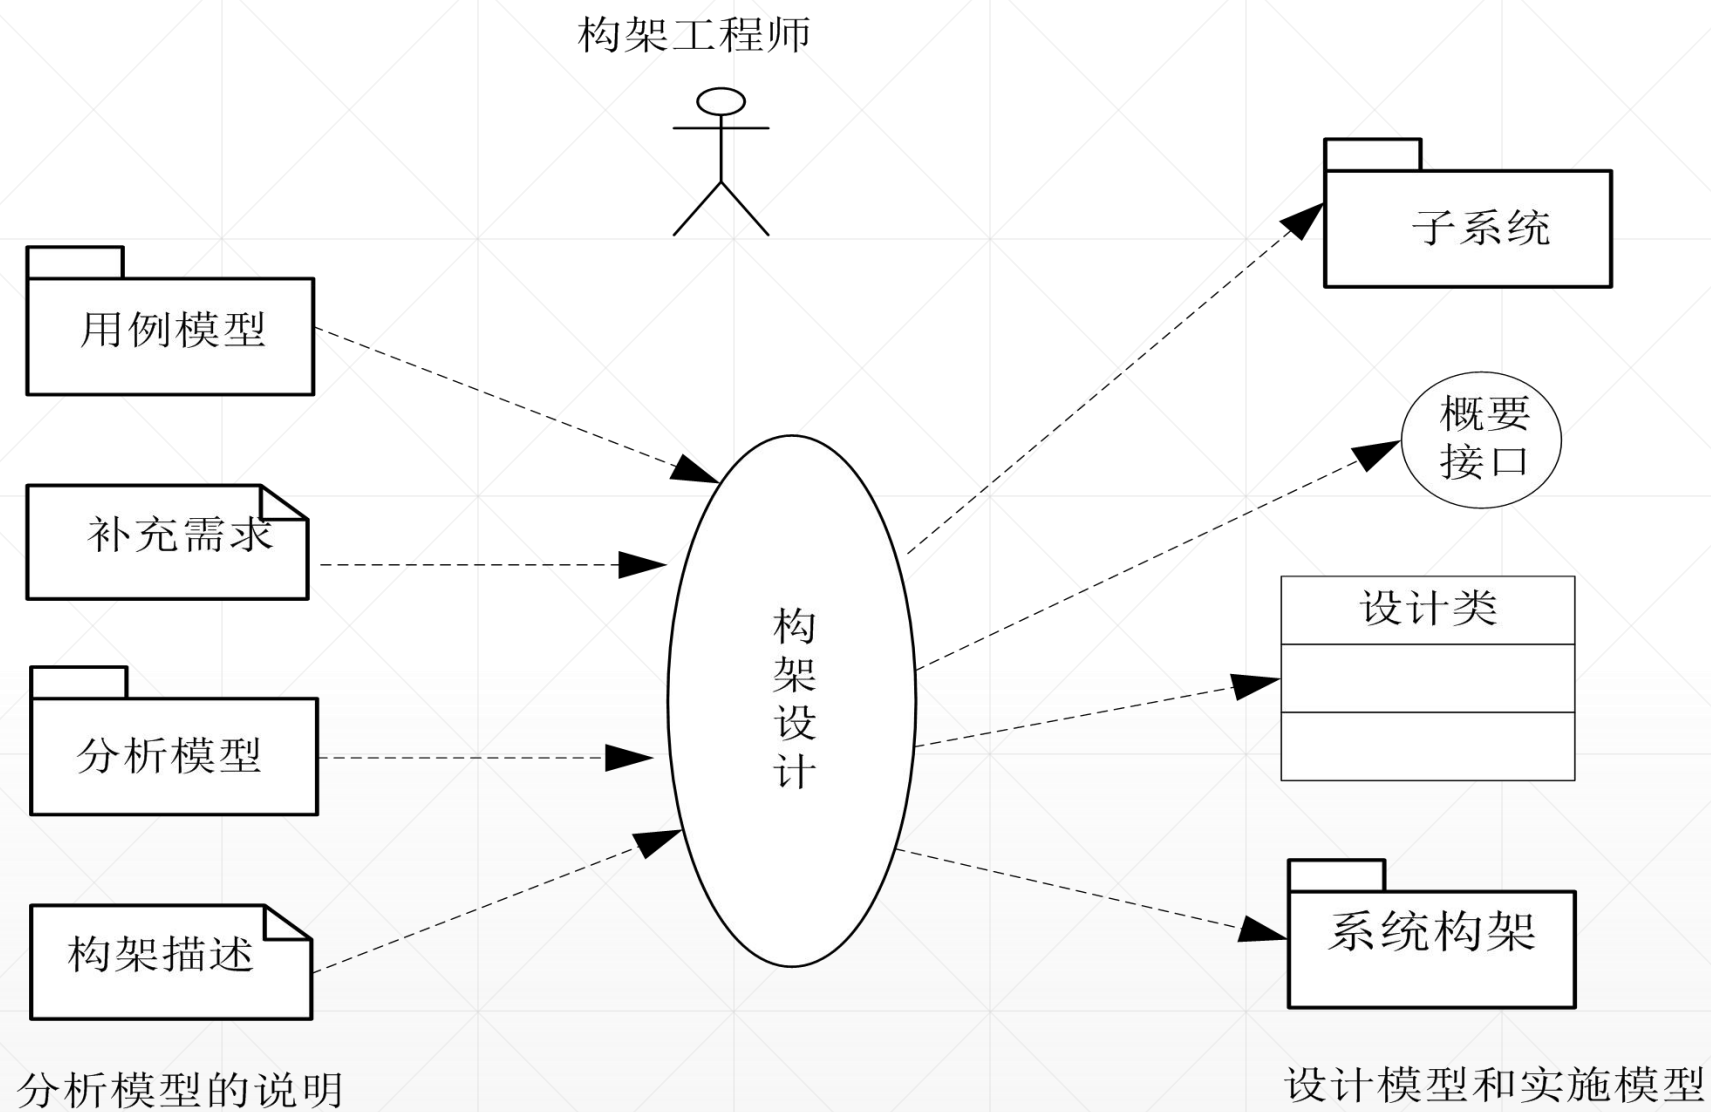 构架工程师
用例模型
补充需求
分析模型
构架描述
分析模型的说明
构
架
设
计
子系统
概要
接口
设计类
系统构架
设计模型和实施模型